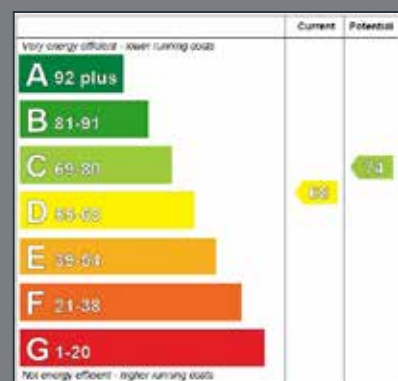 Current Potential
Very energy efficient - lower running costs
A 92 plus
B 81-91
C 69-80
74
D 55-68
68
E 39-54
F 21-38
G 1-20
Not energy efficient - higher running costs